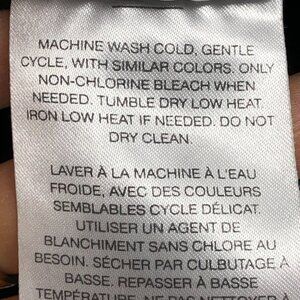 MACHINE WASH COLD, GENTLE
CYCLE, WITH SIMILAR COLORS. ONLY
NON-CHLORINE BLEACH WHEN
NEEDED. TUMBLE DRY LOW HEAT.
IRON LOW HEAT IF NEEDED. DO NOT
DRY CLEAN.
LAVER À LA MACHINE À L'EAU
FROIDE, AVEC DES COULEURS
SEMBLABLES CYCLE DÉLICAT.
UTILISER UN AGENT DE
BLANCHIMENT SANS CHLORE AU
BESOIN. SÉCHER PAR CULBUTAGE À
BASSE. REPASSER À BASSE
TEMPÉRATURE